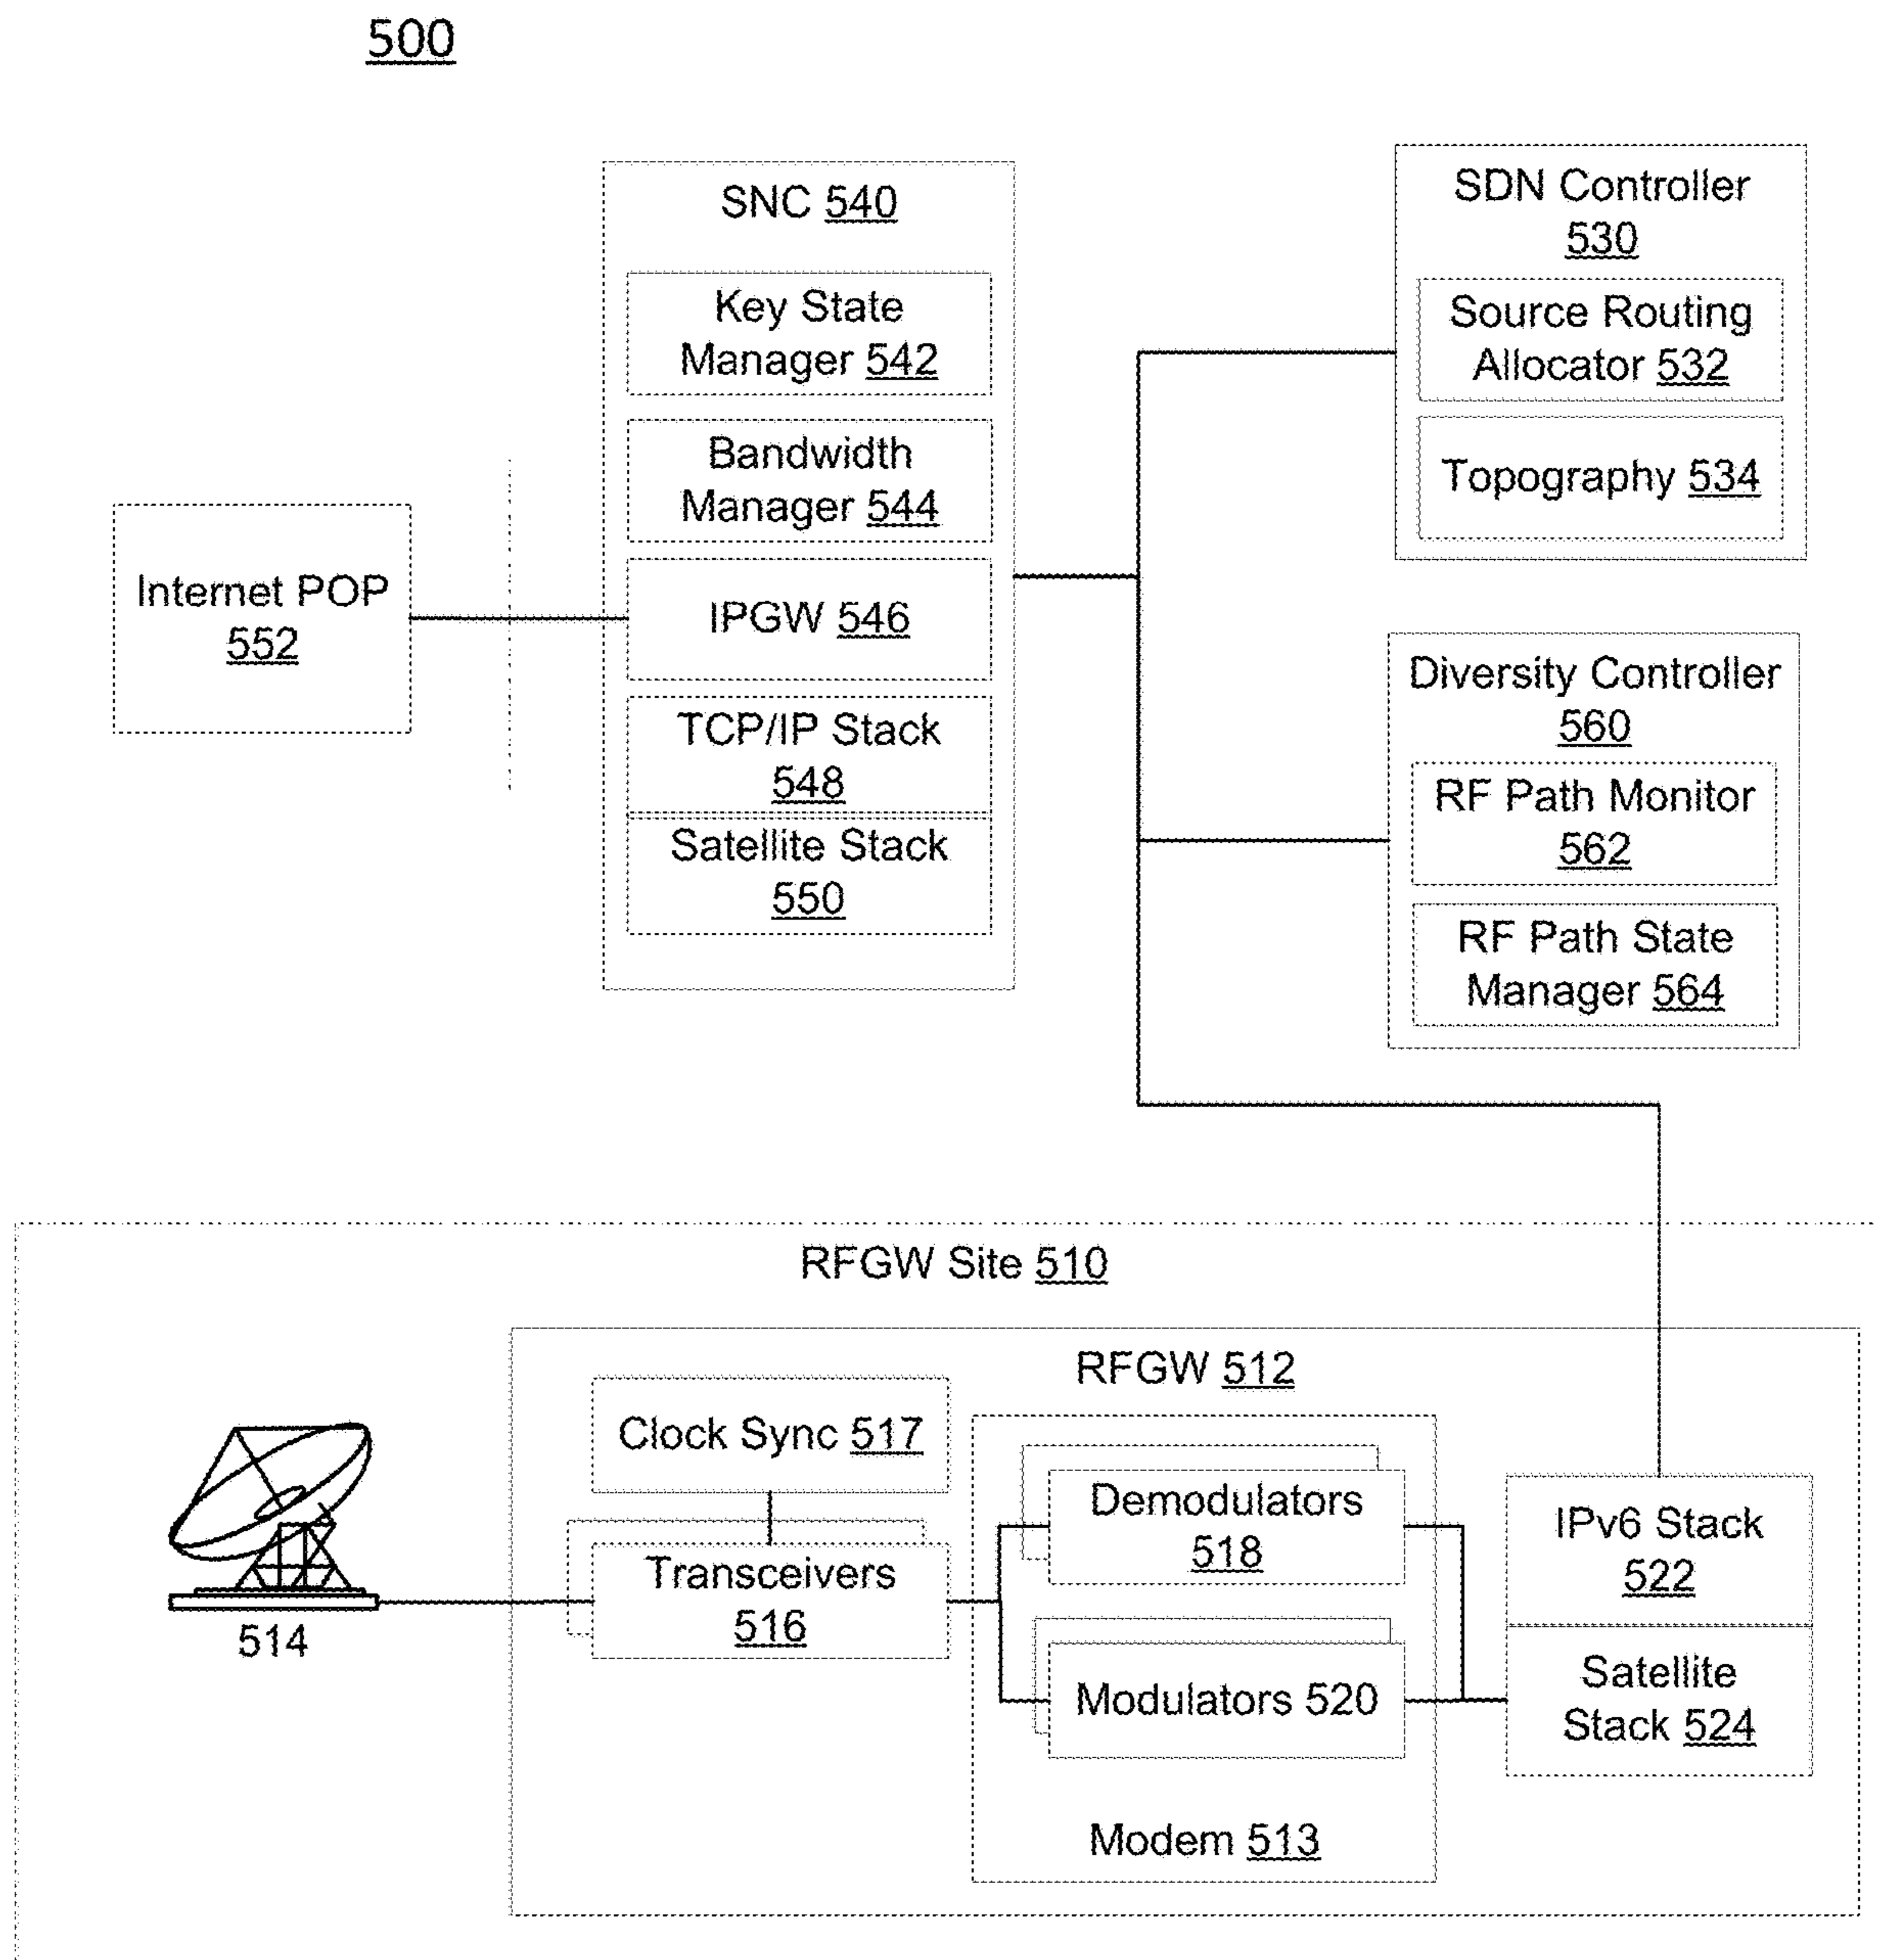 500
SNC 540
Key State
Manager 542
Bandwidth
Manager 544
IPGW 546
TCP/IP Stack
548
Satellite Stack
550
Internet POP
552
SDN Controller
530
Source Routing
Allocator 532
Topography 534
Diversity Controller
560
RF Path Monitor
562
RF Path State
Manager 564
RFGW Site 510
RFGW 512
Clock Sync 517
Transceivers
516
514
Demodulators
518
Modulators 520
Modem 513
IPv6 Stack
522
Satellite
Stack 524